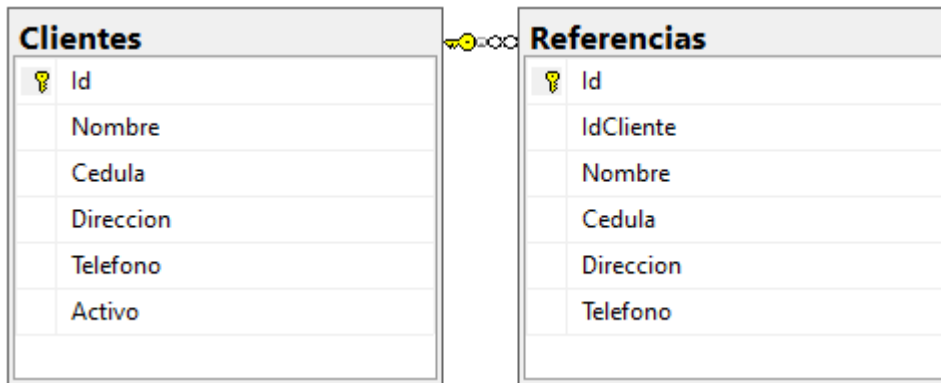 Clientes
Id
Nombre
Cedula
Direccion
Telefono
Activo
Referencias
Id
IdCliente
Nombre
Cedula
Direccion
Telefono